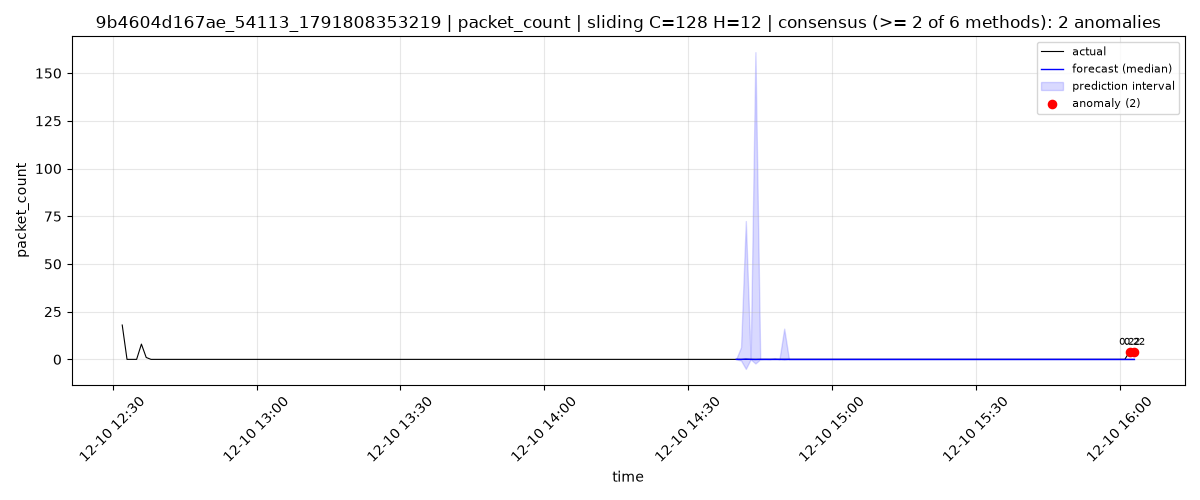 9b4604d167ae_54113_1791808353219 | packet_count | sliding C=128 H=12 | consensus (>= 2 of 6 methods): 2 anomalies
actual
forecast (median)
prediction interval
anomaly (2)
packet_count
150
125
100
75
50
25
0
12-10 12:30
12-10 13:00
12-10 13:30
12-10 14:00
12-10 14:30
12-10 15:00
12-10 15:30
12-10 16:00
time